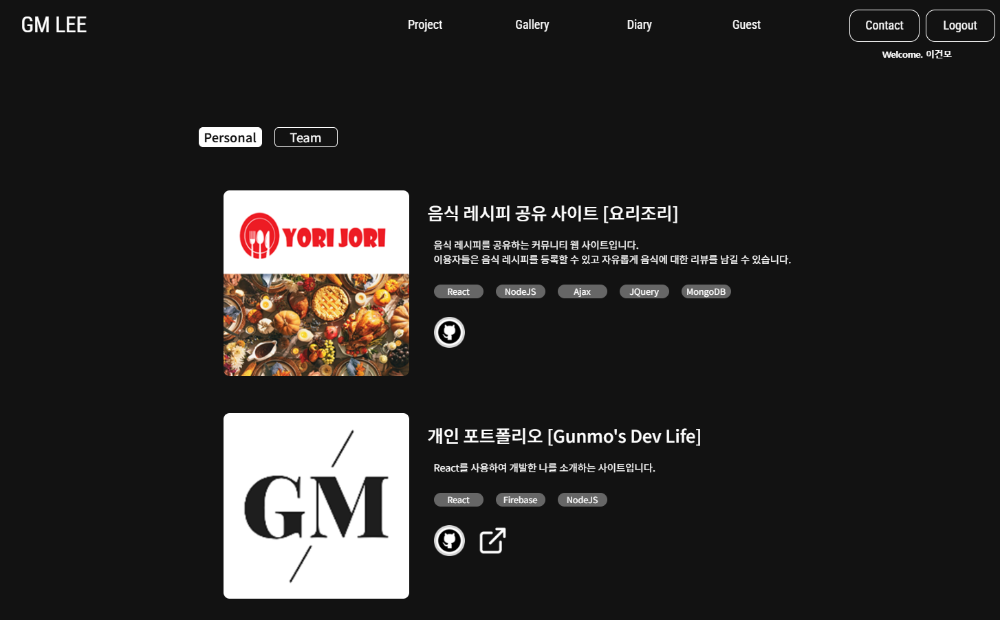 GM LEE
Project
Gallery
Diary
Guest
Contact
Logout
Welcome. 이건모
Personal
Team
YORI JORI
음식 레시피 공유 사이트 [요리조리]
음식 레시피를 공유하는 커뮤니티 웹 사이트입니다.
이용자들은 음식 레시피를 등록할 수 있고 자유롭게 음식에 대한 리뷰를 남길 수 있습니다.
React
NodeJS
Ajax
JQuery
MongoDB
GM
개인 포트폴리오 [Gunmo's Dev Life]
React를 사용하여 개발한 나를 소개하는 사이트입니다.
React
Firebase
NodeJS